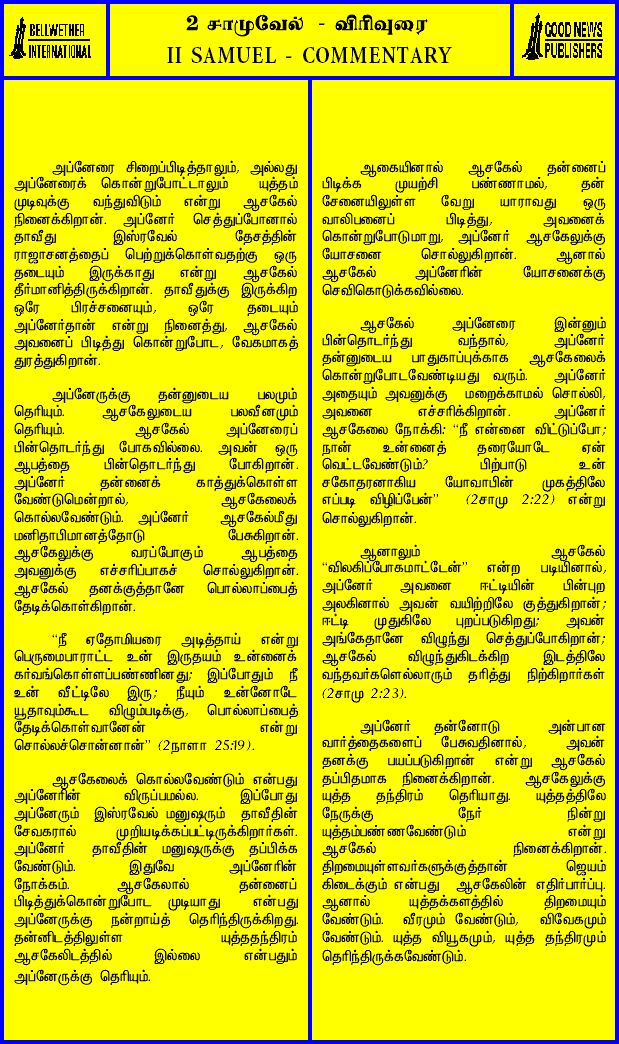 BELLWETHER
INTERNATIONAL
2 சாமுவேல் - விரிவுரை
II SAMUEL - COMMENTARY
GOOD NEWS
PUBLISHERS
அப்னேரை சிறைப்பிடித்தாலும், அல்லது
அப்னேரைக் கொன்றுபோட்டாலும் யுத்தம்
முடிவுக்கு வந்துவிடும் என்று ஆசகேல்
நினைக்கிறான். அப்னேர் செத்துப்போனால்
தாவீது இஸ்ரவேல் தேசத்தின்
ராஜாசனத்தைப் பெற்றுக்கொள்வதற்கு ஒரு
தடையும் இருக்காது என்று ஆசகேல்
தீர்மானித்திருக்கிறான். தாவீதுக்கு இருக்கிற
ஒரே பிரச்சனையும், ஒரே தடையும்
அப்னேர்தான் என்று நினைத்து, ஆசகேல்
அவனைப் பிடித்து கொன்றுபோட, வேகமாகத்
துரத்துகிறான்.
அப்னேருக்கு தன்னுடைய பலமும்
தெரியும். ஆசகேலுடைய பலவீனமும்
தெரியும். ஆசகேல் அப்னேரைப்
பின்தொடர்ந்து போகவில்லை. அவன் ஒரு
ஆபத்தை பின்தொடர்ந்து போகிறான்.
அப்னேர் தன்னைக் காத்துக்கொள்ள
வேண்டுமென்றால், ஆசகேலைக்
கொல்லவேண்டும். அப்னேர் ஆசகேல்மீது
மனிதாபிமானத்தோடு பேசுகிறான்.
ஆசகேலுக்கு வரப்போகும் ஆபத்தை
அவனுக்கு எச்சரிப்பாகச் சொல்லுகிறான்.
ஆசகேல் தனக்குத்தானே பொல்லாப்பைத்
தேடிக்கொள்கிறான்.
“நீ ஏதோமியரை அடித்தாய் என்று
பெருமைபாராட்ட உன் இருதயம் உன்னைக்
கர்வங்கொள்ளப்பண்ணினது; இப்போதும் நீ
உன் வீட்டிலே இரு; நீயும் உன்னோடே
யூதாவும்கூட விழும்படிக்கு, பொல்லாப்பைத்
தேடிக்கொள்வானேன் என்று
சொல்லச்சொன்னான்” (2நாளா 25:19).
ஆசகேலைக் கொல்லவேண்டும் என்பது
அப்னேரின் விருப்பமல்ல. இப்போது
அப்னேரும் இஸ்ரவேல் மனுஷரும் தாவீதின்
சேவகரால் முறியடிக்கப்பட்டிருக்கிறார்கள்.
அப்னேர் தாவீதின் மனுஷருக்கு தப்பிக்க
வேண்டும். இதுவே அப்னேரின்
நோக்கம். ஆசகேலால் தன்னைப்
பிடித்துக்கொன்றுபோட முடியாது என்பது
அப்னேருக்கு நன்றாய்த் தெரிந்திருக்கிறது.
தன்னிடத்திலுள்ள யுத்ததந்திரம்
ஆசகேலிடத்தில் இல்லை என்பதும்
அப்னேருக்கு தெரியும்.
ஆகையினால் ஆசகேல் தன்னைப்
பிடிக்க முயற்சி பண்ணாமல், தன்
சேனையிலுள்ள வேறு யாராவது ஒரு
வாலிபனைப் பிடித்து, அவனைக்
கொன்றுபோடுமாறு, அப்னேர் ஆசகேலுக்கு
யோசனை சொல்லுகிறான். ஆனால்
ஆசகேல் அப்னேரின் யோசனைக்கு
செவிகொடுக்கவில்லை.
ஆசகேல் அப்னேரை இன்னும்
பின்தொடர்ந்து வந்தால், அப்னேர்
தன்னுடைய பாதுகாப்புக்காக ஆசகேலைக்
கொன்றுபோடவேண்டியது வரும். அப்னேர்
அதையும் அவனுக்கு மறைக்காமல் சொல்லி,
அவனை எச்சரிக்கிறான். அப்னேர்
ஆசகேலை நோக்கி: “நீ என்னை விட்டுப்போ;
நான் உன்னைத் தரையோடே ஏன்
வெட்டவேண்டும்? பிற்பாடு உன்
சகோதரனாகிய யோவாபின் முகத்திலே
எப்படி விழிப்பேன்” (2சாமு 2:22) என்று
சொல்லுகிறான்.
ஆனாலும் ஆசகேல்
“விலகிப்போகமாட்டேன்” என்ற படியினால்,
அப்னேர் அவனை ஈட்டியின் பின்புற
அலகினால் அவன் வயிற்றிலே குத்துகிறான்;
ஈட்டி முதுகிலே புறப்படுகிறது; அவன்
அங்கேதானே விழுந்து செத்துப்போகிறான்;
ஆசகேல் விழுந்துகிடக்கிற இடத்திலே
வந்தவர்களெல்லாரும் தரித்து நிற்கிறார்கள்
(2சாமு 2:23).
அப்னேர் தன்னோடு அன்பான
வார்த்தைகளைப் பேசுவதினால், அவன்
தனக்கு பயப்படுகிறான் என்று ஆசகேல்
தப்பிதமாக நினைக்கிறான். ஆசகேலுக்கு
யுத்த தந்திரம் தெரியாது. யுத்தத்திலே
நேருக்கு நேர் நின்று
யுத்தம்பண்ணவேண்டும் என்று
ஆசகேல் நினைக்கிறான்.
திறமையுள்ளவர்களுக்குத்தான் ஜெயம்
கிடைக்கும் என்பது ஆசகேலின் எதிர்பார்ப்பு.
ஆனால் யுத்தக்களத்தில் திறமையும்
வேண்டும். வீரமும் வேண்டும், விவேகமும்
வேண்டும். யுத்த வியூகமும், யுத்த தந்திரமும்
தெரிந்திருக்கவேண்டும்.